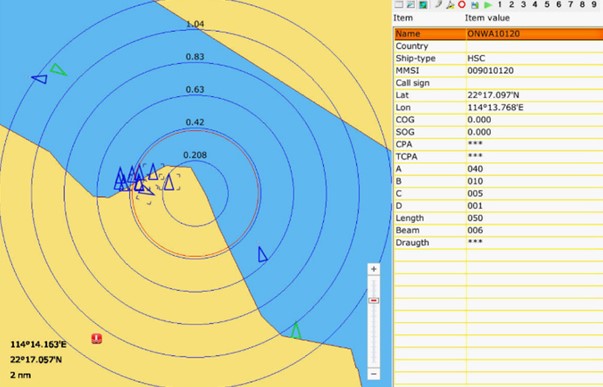 1.04
0.83
0.63
0.42
0.208
114°14.163'E
22°17.057'N
2 nm
+
−
1 2 3 4 5 6 7 8 9
Item Item value
Name ONWA10120
Country
Ship-type HSC
MMSI 009010120
Call sign
Lat 22°17.097'N
Lon 114°13.768'E
COG 0.000
SOG 0.000
CPA ***
TCPA ***
A 040
B 010
C 005
D 001
Length 050
Beam 006
Draugth ***